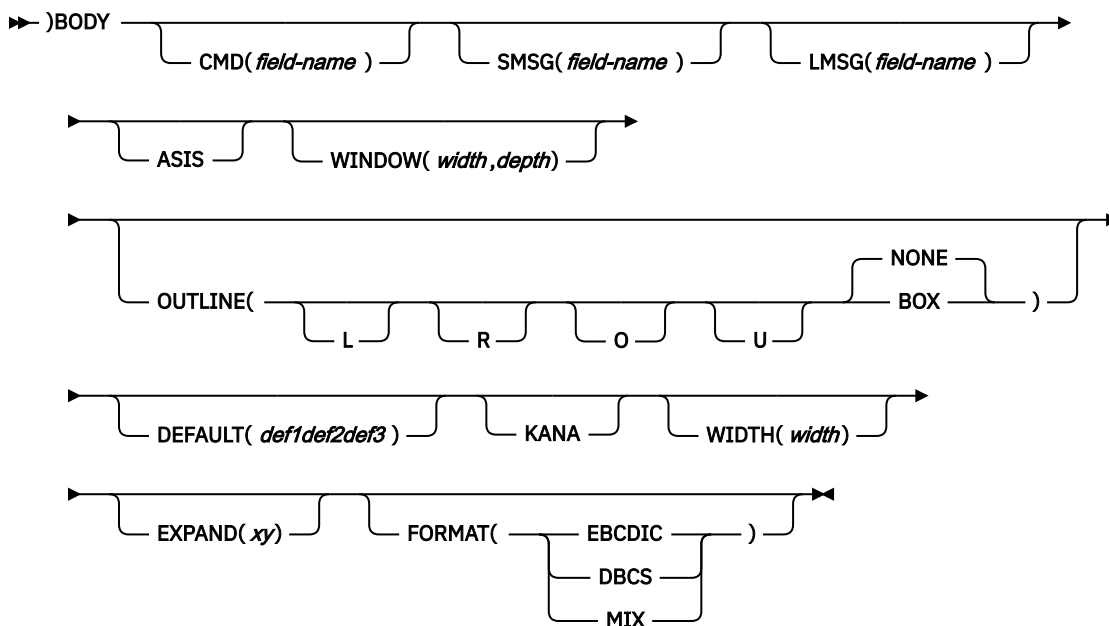 )BODY
CMD( field-name ) SMSG( field-name ) LMSG( field-name )
ASIS WINDOW( width ,depth)
NONE
OUTLINE( BOX )
L R O U
DEFAULT( def1def2def3 ) KANA WIDTH( width)
EXPAND( xy) FORMAT( EBCDIC )
DBCS
MIX